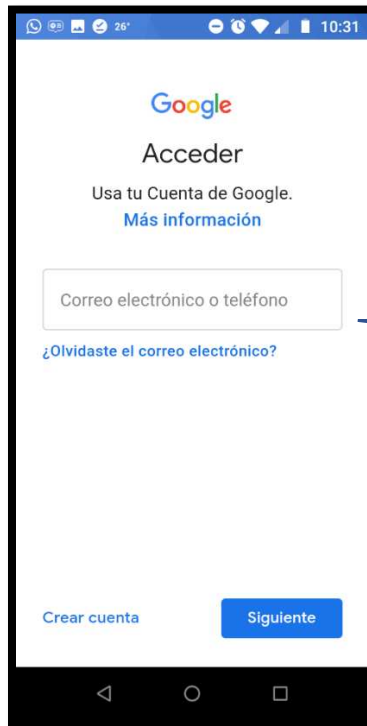 26° 10:31
Google
Acceder
Usa tu Cuenta de Google.
Más información
Correo electrónico o teléfono
¿Olvidaste el correo electrónico?
Crear cuenta Siguiente